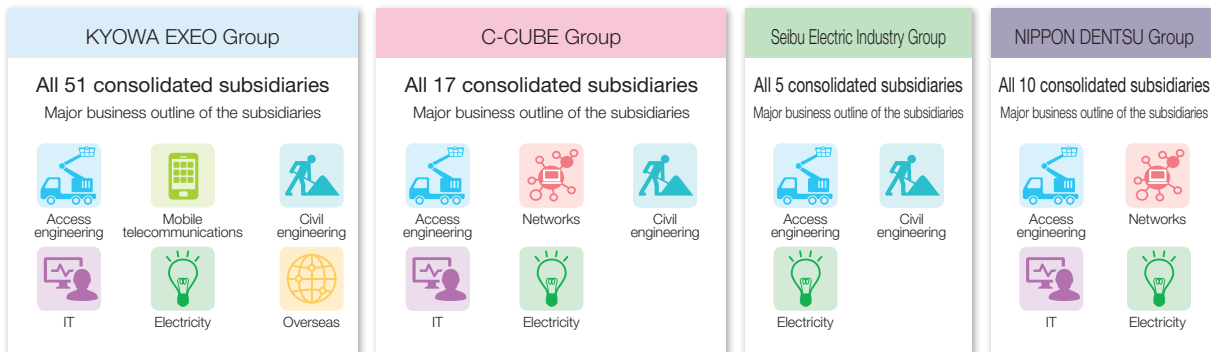 KYOWA EXEO Group
All 51 consolidated subsidiaries
Major business outline of the subsidiaries
Access
engineering
Mobile
telecommunications
Civil
engineering
IT
Electricity
Overseas
C-CUBE Group
All 17 consolidated subsidiaries
Major business outline of the subsidiaries
Access
engineering
Networks
Civil
engineering
IT
Electricity
Seibu Electric Industry Group
All 5 consolidated subsidiaries
Major business outline of the subsidiaries
Access
engineering
Civil
engineering
Electricity
NIPPON DENTSU Group
All 10 consolidated subsidiaries
Major business outline of the subsidiaries
Access
engineering
Networks
IT
Electricity